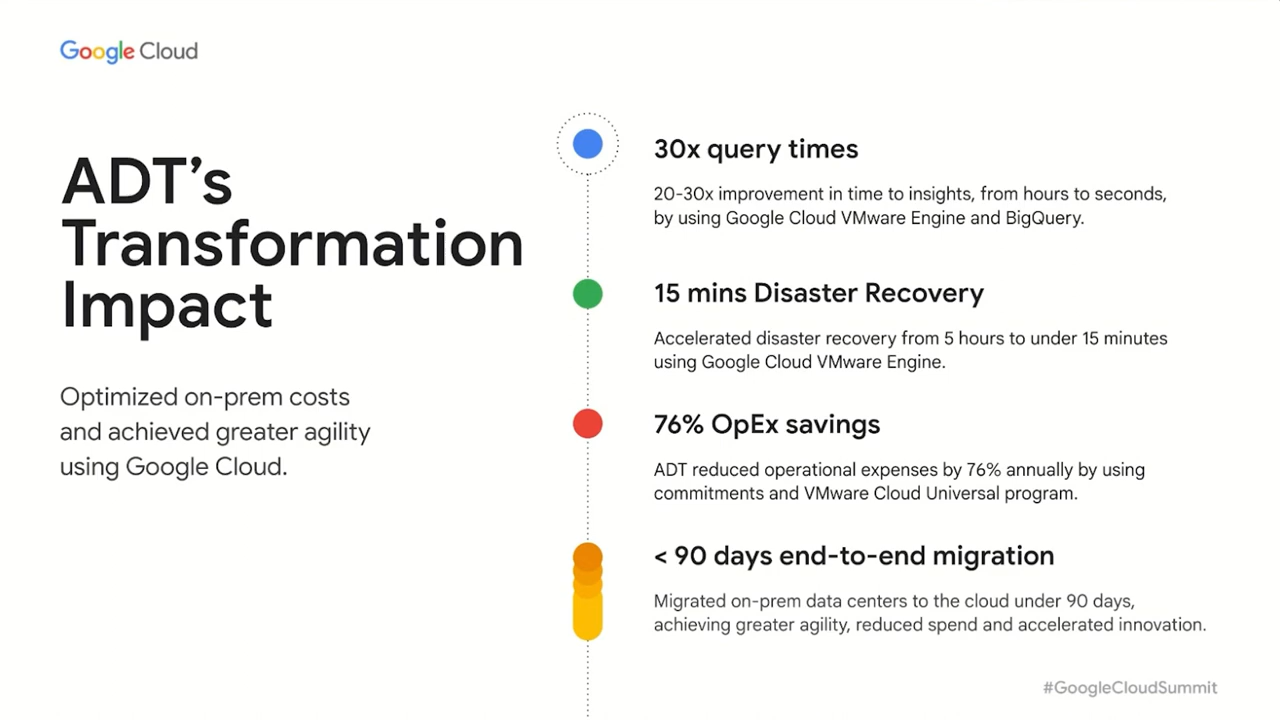 Google Cloud
ADT’s
Transformation
Impact
Optimized on-prem costs
and achieved greater agility
using Google Cloud.
30x query times
20-30x improvement in time to insights, from hours to seconds,
by using Google Cloud VMware Engine and BigQuery.
15 mins Disaster Recovery
Accelerated disaster recovery from 5 hours to under 15 minutes
using Google Cloud VMware Engine.
76% OpEx savings
ADT reduced operational expenses by 76% annually by using
commitments and VMware Cloud Universal program.
< 90 days end-to-end migration
Migrated on-prem data centers to the cloud under 90 days,
achieving greater agility, reduced spend and accelerated innovation.
#GoogleCloudSummit